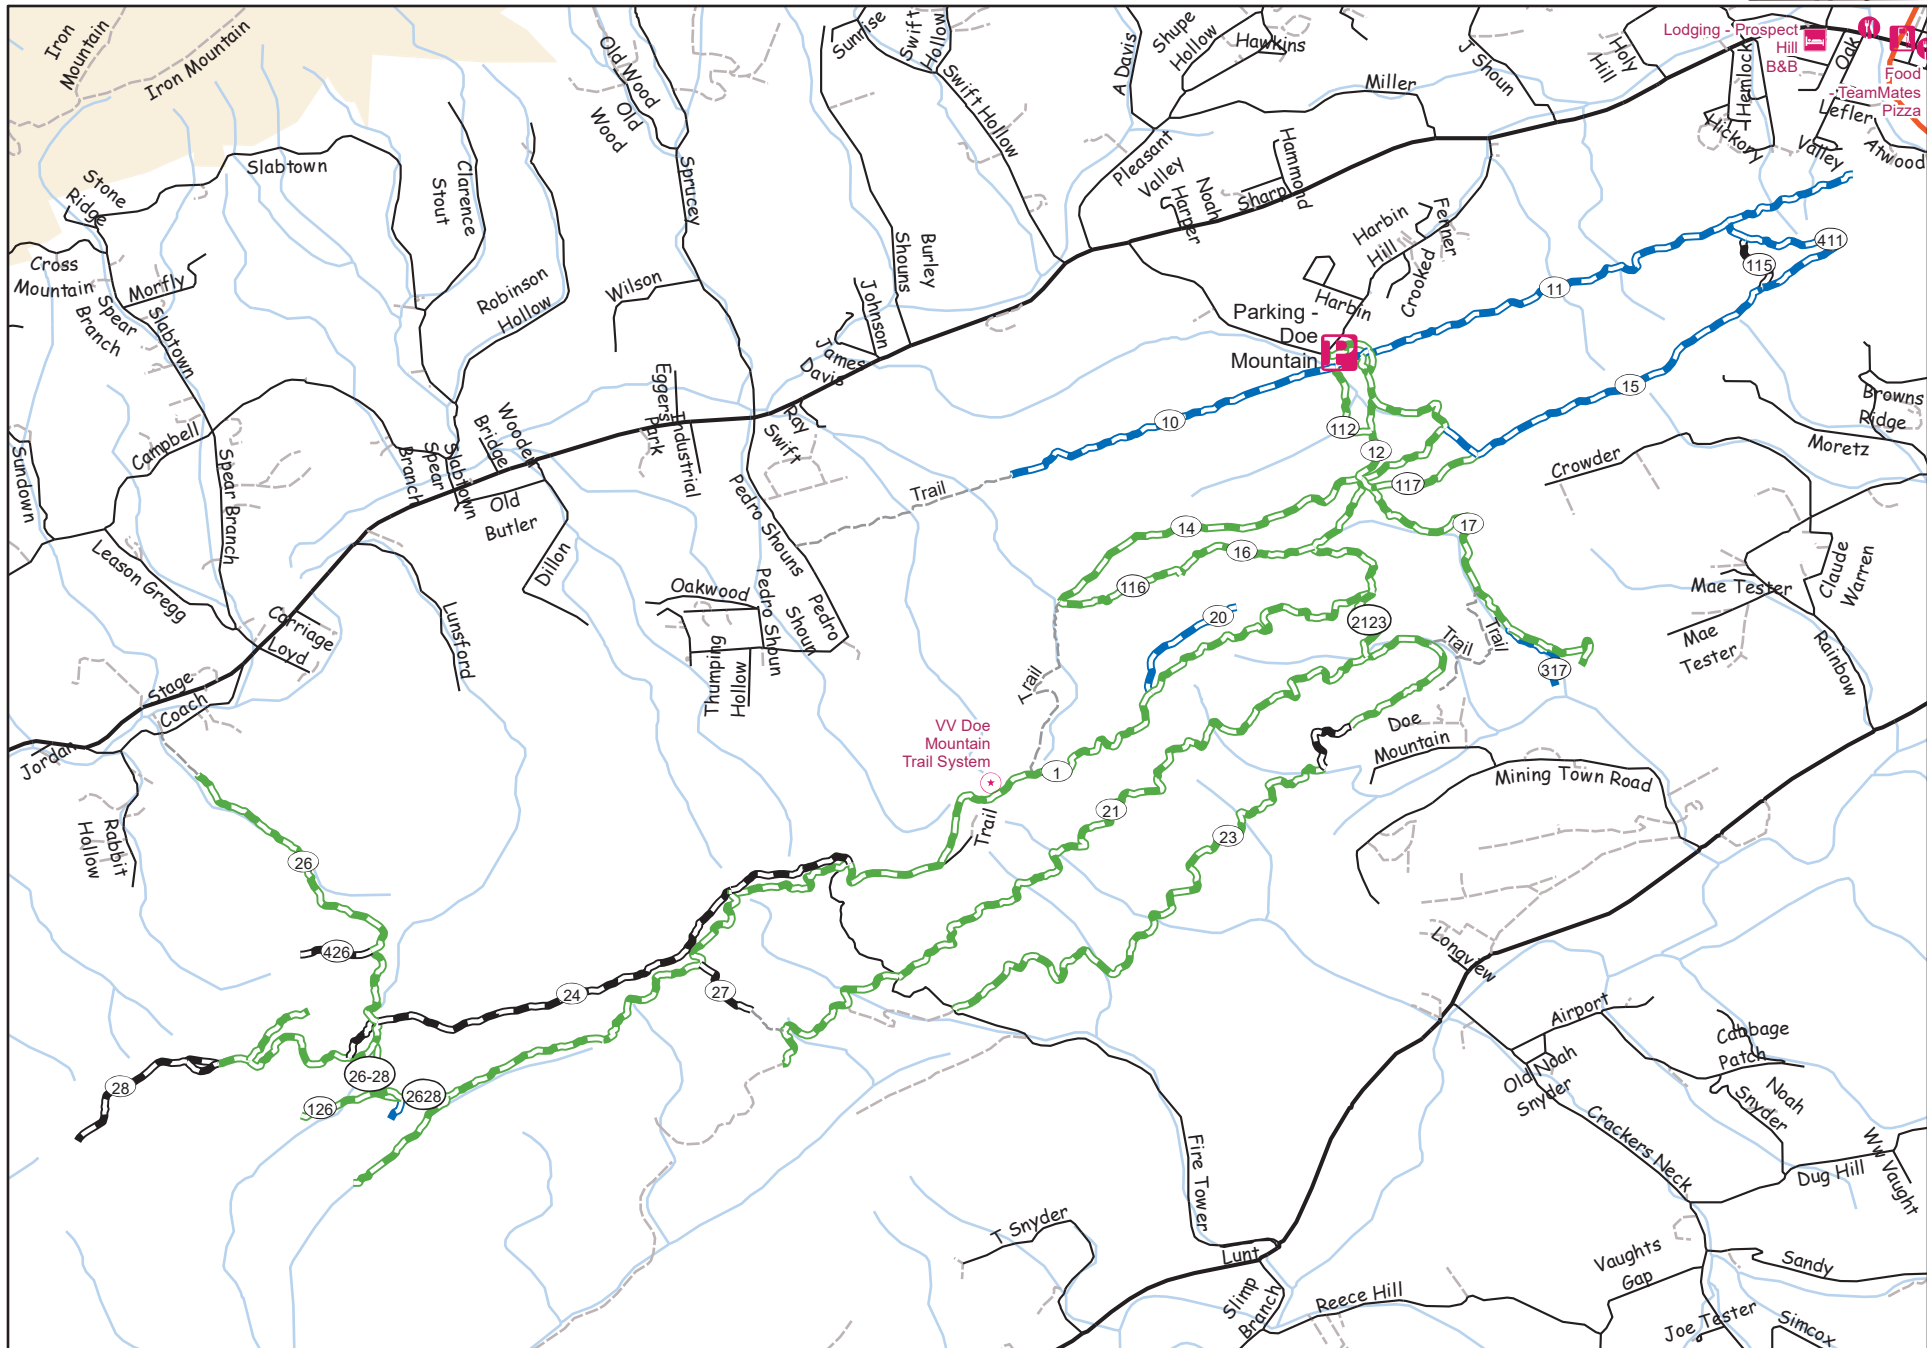 Iron
Mountain
Iron Mountain
Old Wood
Old
Wood
Sunrise
Swift
Hollow
Swift Hollow
A Davis
Shupe
Hollow
Hawkins
Miller
J Shoun
Holy
Hill
Lodging - Prospect
Hill
B&B
Oak
Food
- TeamMates
Pizza
Hemlock
Hickory
Lefler
Valley
Atwood
Slabtown
Stone
Ridge
Clarence
Stout
Sprucey
Pleasant
Valley
Noah
Harper
Sharp
Hammond
Harbin
Hill
Fenner
Crooked
Harbin
Cross
Mountain
Morfly
Spear
Branch
Slabtown
Robinson
Hollow
Wilson
Burley
Shouns
Johnson
James
Davis
Parking -
Doe
Mountain
P
411
115
11
15
10
112
12
117
Trail
Browns
Ridge
Moretz
Crowder
Sundown
Campbell
Spear Branch
Spear
Branch
Slabtown
Wooden
Bridge
Old
Butler
Eggers
Park
Industrial
Ray
Swift
Pedro Shouns
Pedro
Shoun
Pedro Shoun
Oakwood
Thumping
Hollow
Dillon
Leason Gregg
Carriage
Loyd
Lunsford
Stage
Coach
Jordan
Rabbit
Hollow
14
16
116
17
20
2123
317
Trail
Trail
Trail
Mae Tester
Mae
Tester
Claude
Warren
Rainbow
VV Doe
Mountain
Trail System
1
21
23
Trail
Doe
Mountain
Mining Town Road
26
426
24
27
28
26-28
2628
126
Longview
Airport
Old Noah
Snyder
Cabbage
Patch
Noah
Snyder
Crackers Neck
Dug Hill
Ww Vaught
Fire Tower
T Snyder
Lunt
Slimp
Branch
Reece Hill
Vaughts
Gap
Sandy
Joe Tester
Simcox